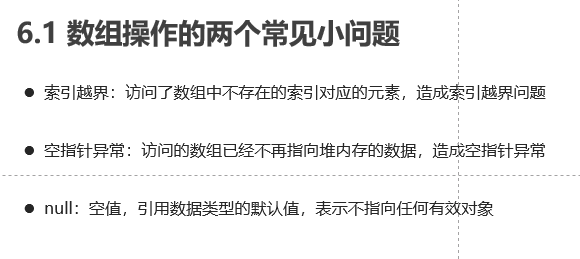 6.1 数组操作的两个常见小问题
● 索引越界：访问了数组中不存在的索引对应的元素，造成索引越界问题
● 空指针异常：访问的数组已经不再指向堆内存的数据，造成空指针异常
● null：空值，引用数据类型的默认值，表示不指向任何有效对象